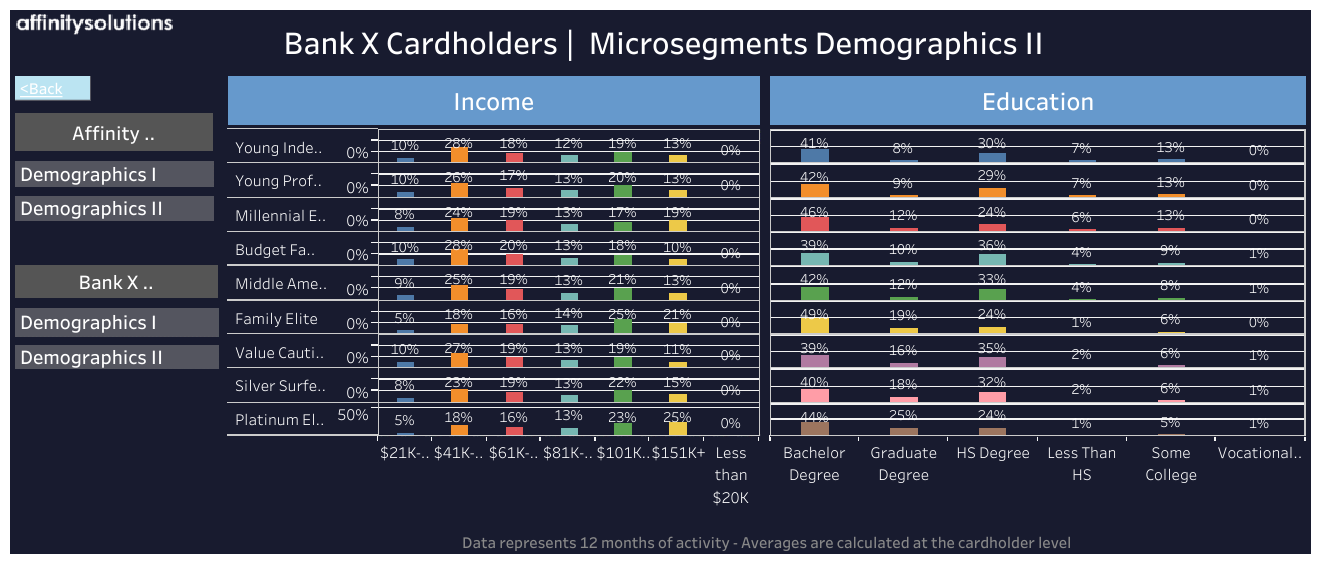 affinitysolutions
Bank X Cardholders | Microsegments Demographics II
<Back
Affinity ..
Demographics I
Demographics II
Bank X ..
Demographics I
Demographics II
Income
Education
Young Inde.. 0% 10% 28% 18% 12% 19% 13% 0% 41% 8% 30% 7% 13% 0%
Young Prof.. 0% 10% 26% 17% 13% 20% 13% 0% 42% 9% 29% 7% 13% 0%
Millennial E.. 0% 8% 24% 19% 13% 17% 19% 0% 46% 12% 24% 6% 13% 0%
Budget Fa.. 0% 10% 28% 20% 13% 18% 10% 0% 39% 10% 36% 4% 9% 1%
Middle Ame.. 0% 9% 25% 19% 13% 21% 13% 0% 42% 12% 33% 4% 8% 1%
Family Elite 0% 5% 18% 16% 14% 25% 21% 0% 49% 19% 24% 1% 6% 0%
Value Cauti.. 0% 10% 27% 19% 13% 19% 11% 0% 39% 16% 35% 2% 6% 1%
Silver Surfe.. 0% 8% 23% 19% 13% 22% 15% 0% 40% 18% 32% 2% 6% 1%
Platinum El.. 50% 5% 18% 16% 13% 23% 25% 0% 44% 25% 24% 1% 5% 1%
$21K-.. $41K-.. $61K-.. $81K-.. $101K.. $151K+ Less Bachelor Graduate HS Degree Less Than Some Vocational..
than Degree Degree HS College
$20K
Data represents 12 months of activity - Averages are calculated at the cardholder level